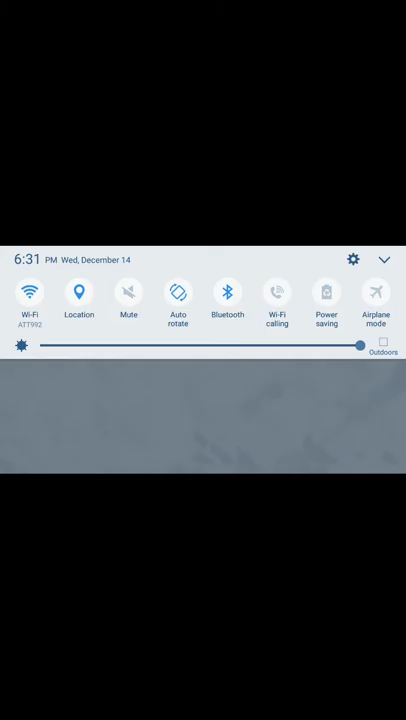 6:31 PM Wed, December 14
Wi-Fi Location Mute Auto rotate Bluetooth Wi-Fi calling Power saving Airplane mode
ATT992
Outdoors